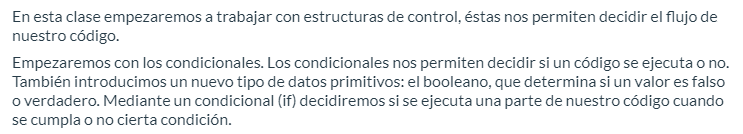 En esta clase empezaremos a trabajar con estructuras de control, éstas nos permiten decidir el flujo de
nuestro código.
Empezaremos con los condicionales. Los condicionales nos permiten decidir si un código se ejecuta o no.
También introducimos un nuevo tipo de datos primitivos: el booleano, que determina si un valor es falso
o verdadero. Mediante un condicional (if) decidiremos si se ejecuta una parte de nuestro código cuando
se cumpla o no cierta condición.